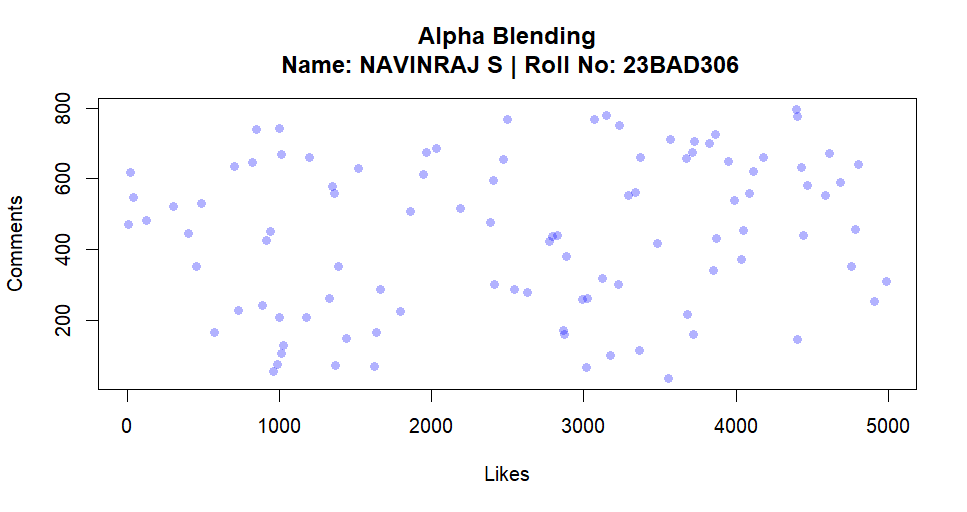 Alpha Blending
Name: NAVINRAJ S | Roll No: 23BAD306
800
600
400
200
Comments
0 1000 2000 3000 4000 5000
Likes